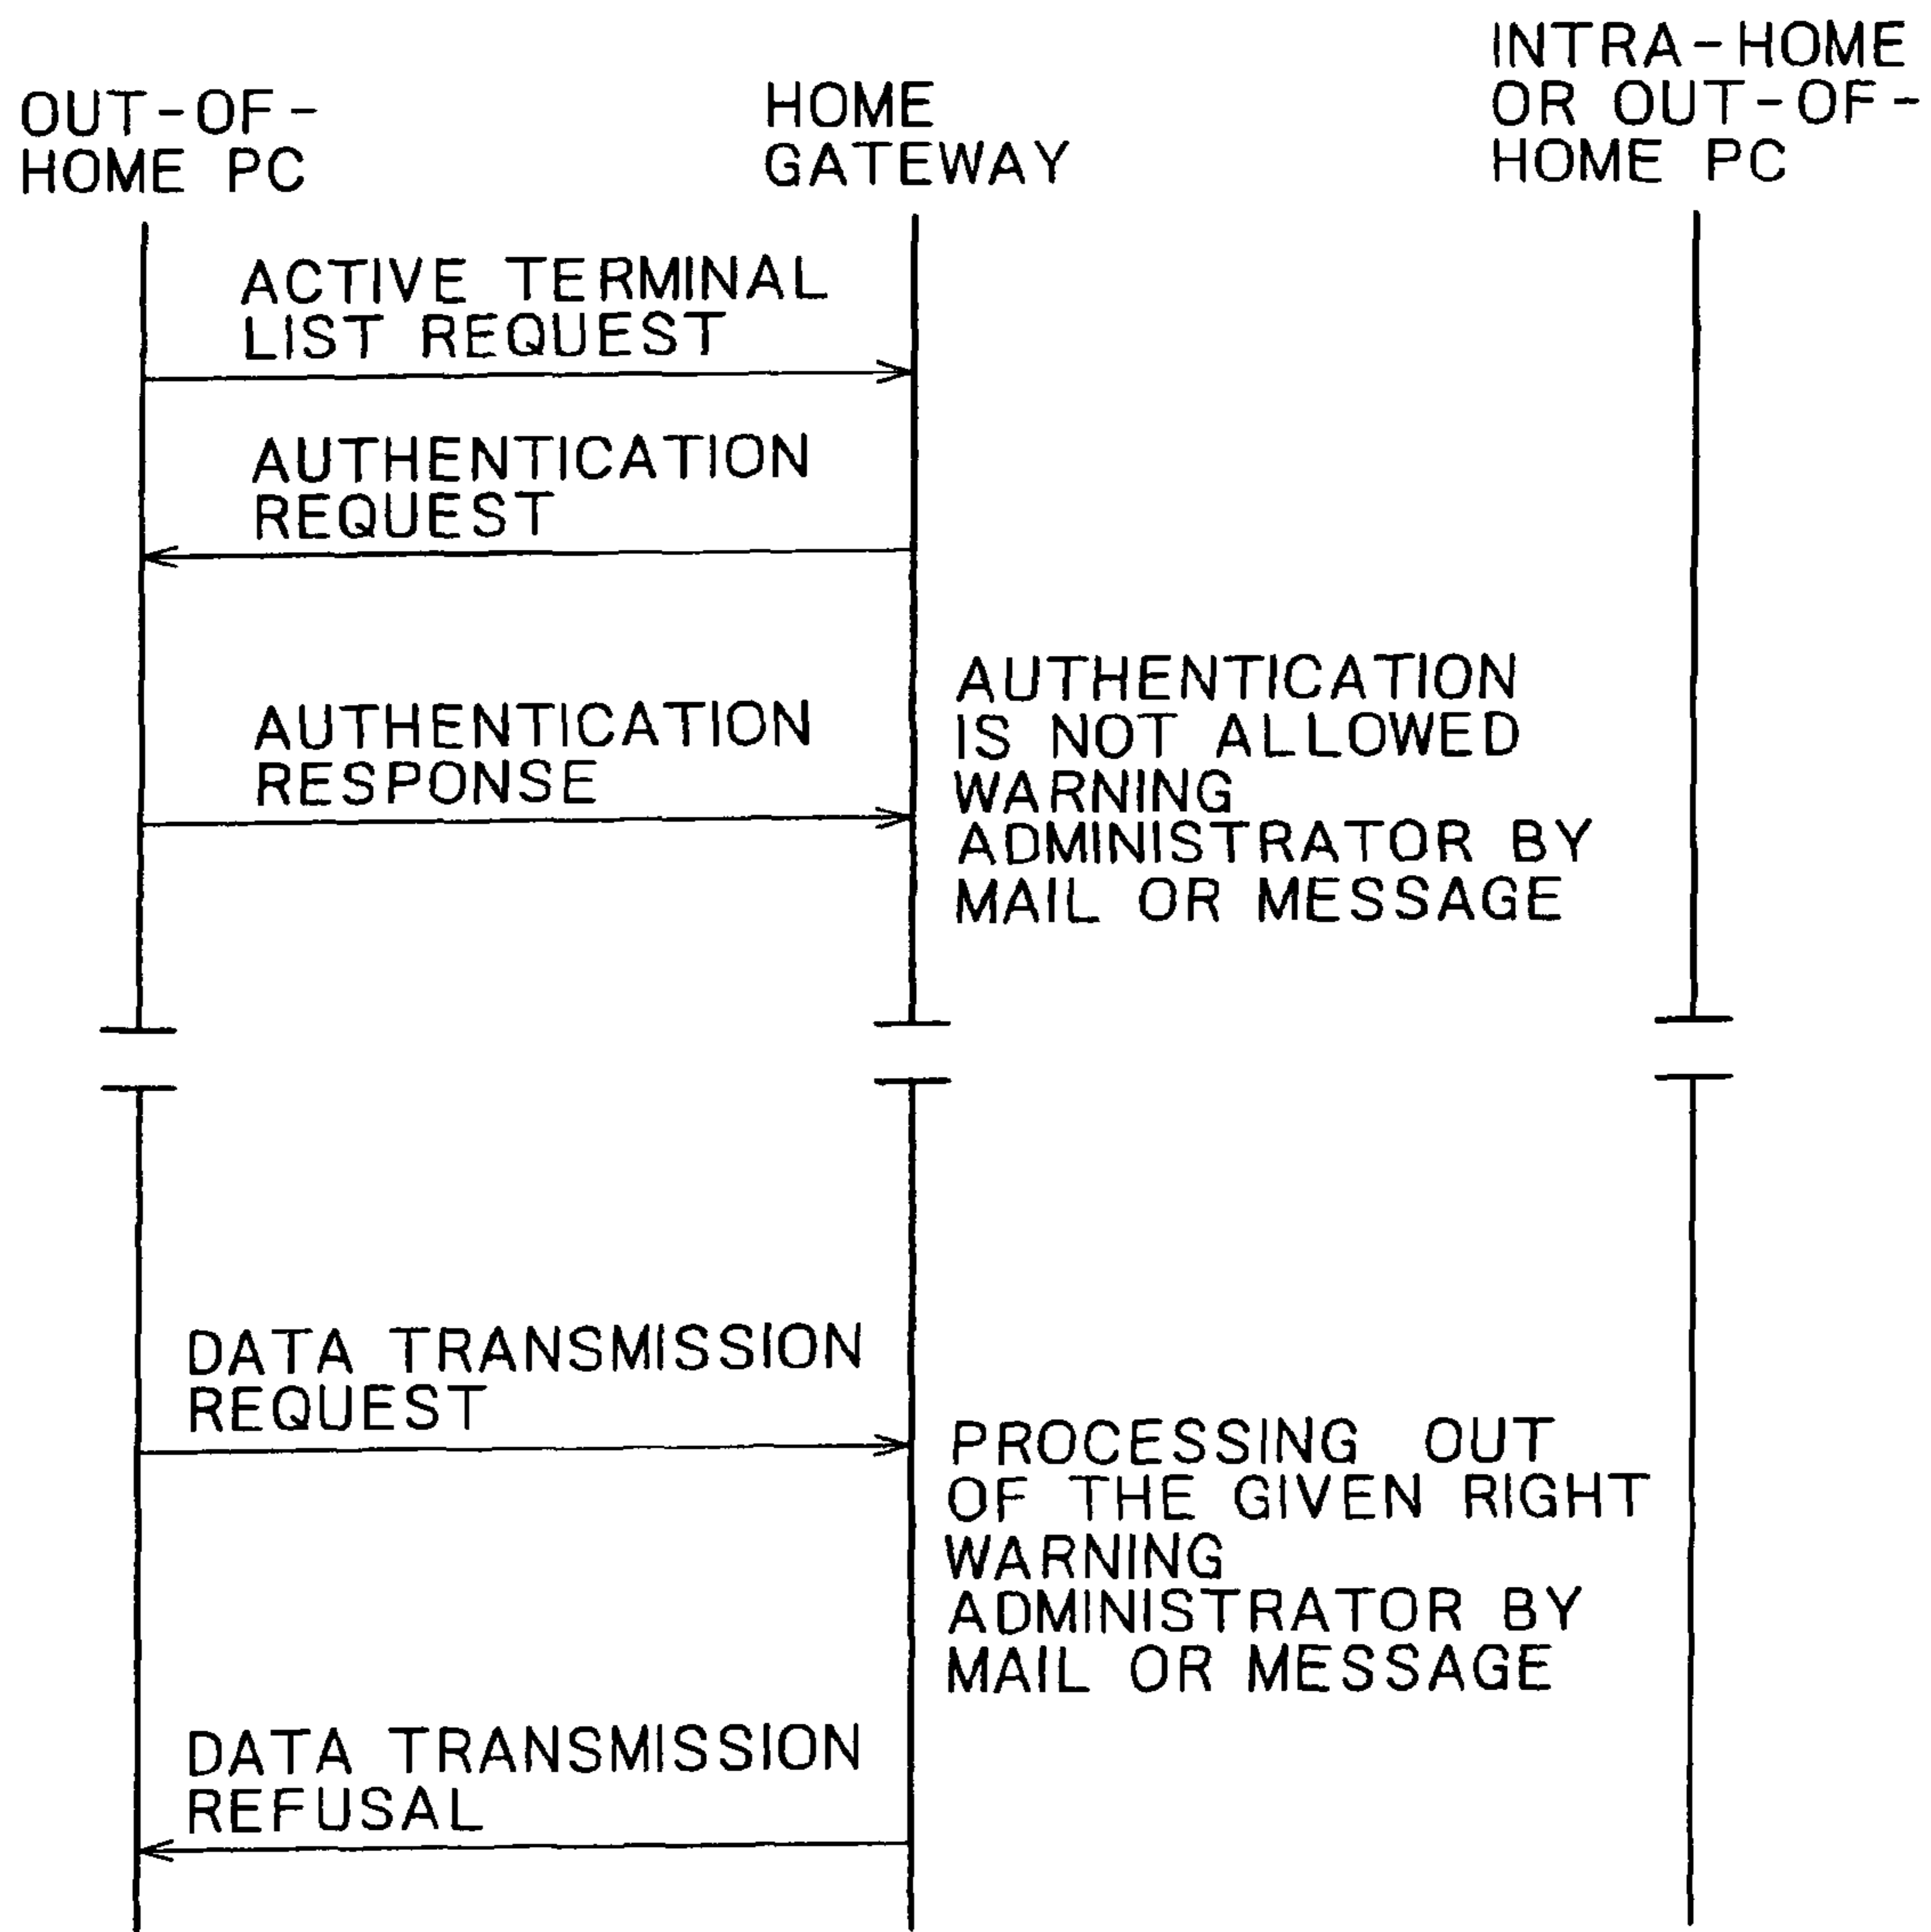 OUT-OF-
HOME PC
HOME
GATEWAY
INTRA-HOME
OR OUT-OF-
HOME PC
ACTIVE TERMINAL
LIST REQUEST
AUTHENTICATION
REQUEST
AUTHENTICATION
RESPONSE
AUTHENTICATION
IS NOT ALLOWED
WARNING
ADMINISTRATOR BY
MAIL OR MESSAGE
DATA TRANSMISSION
REQUEST
PROCESSING OUT
OF THE GIVEN RIGHT
WARNING
ADMINISTRATOR BY
MAIL OR MESSAGE
DATA TRANSMISSION
REFUSAL